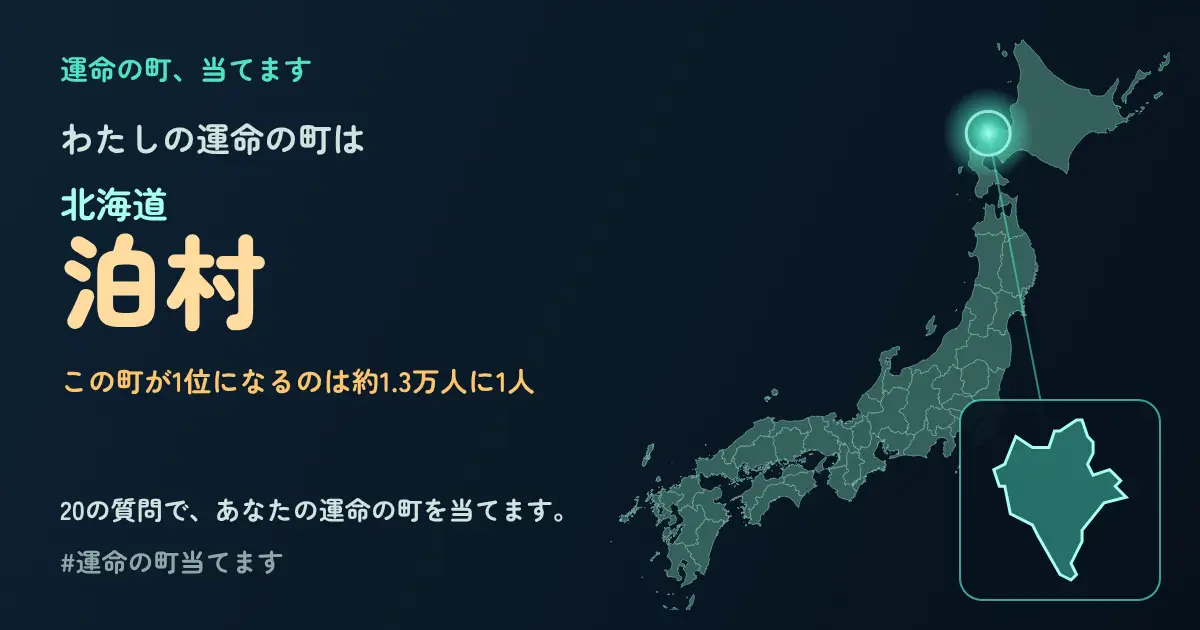 運命の町、当てます
わたしの運命の町は
北海道
泊村
この町が1位になるのは約1.3万人に1人
20の質問で、あなたの運命の町を当てます。
#運命の町当てます